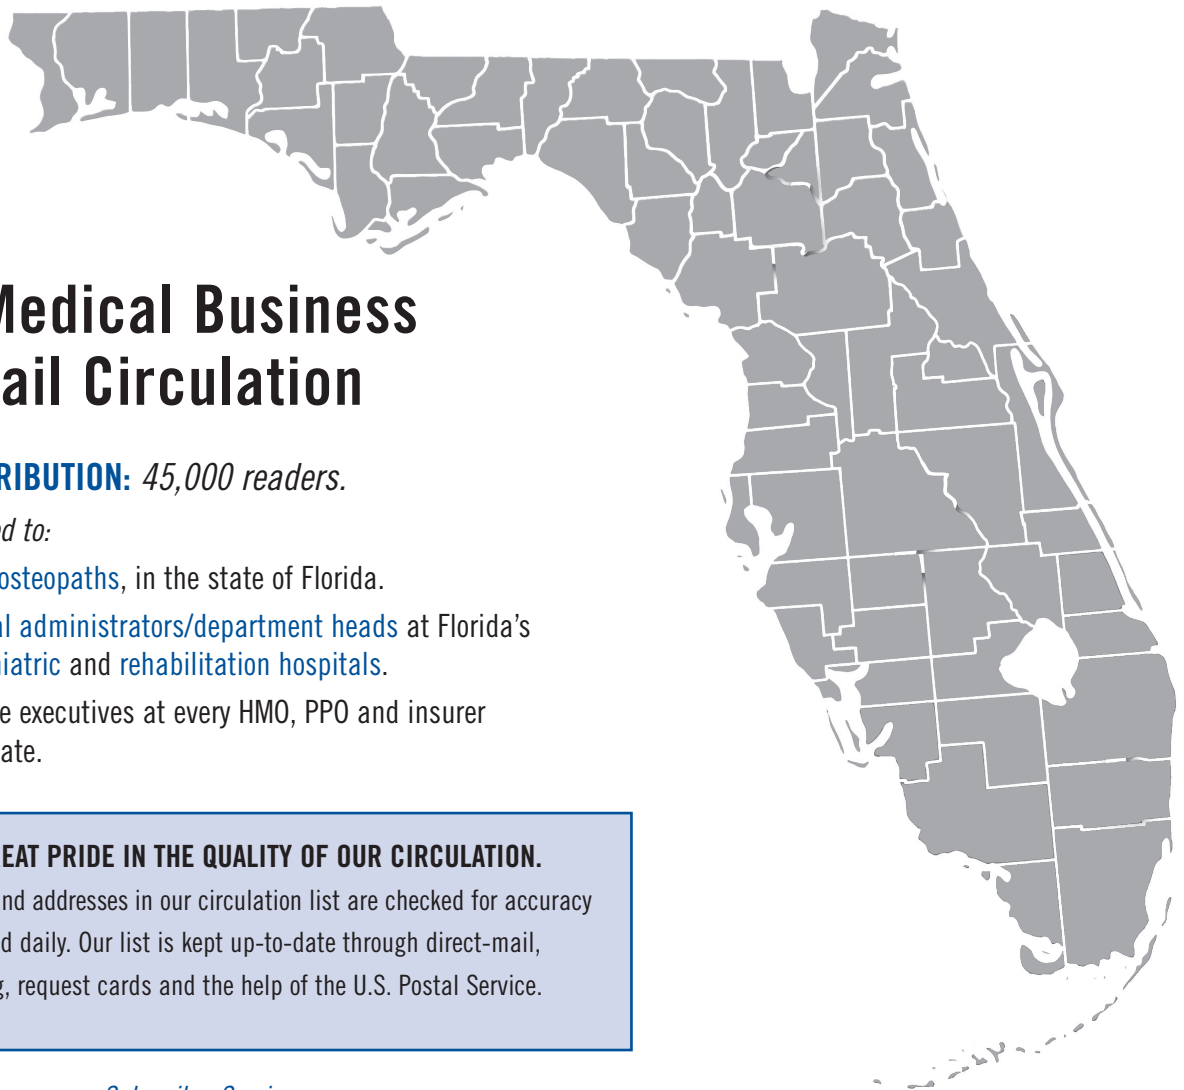 Medical Business
ail Circulation
RIBUTION: 45,000 readers.
ed to:
osteopaths, in the state of Florida.
al administrators/department heads at Florida's
iatric and rehabilitation hospitals.
e executives at every HMO, PPO and insurer
ate.
EAT PRIDE IN THE QUALITY OF OUR CIRCULATION.
nd addresses in our circulation list are checked for accuracy
d daily. Our list is kept up-to-date through direct-mail,
g, request cards and the help of the U.S. Postal Service.